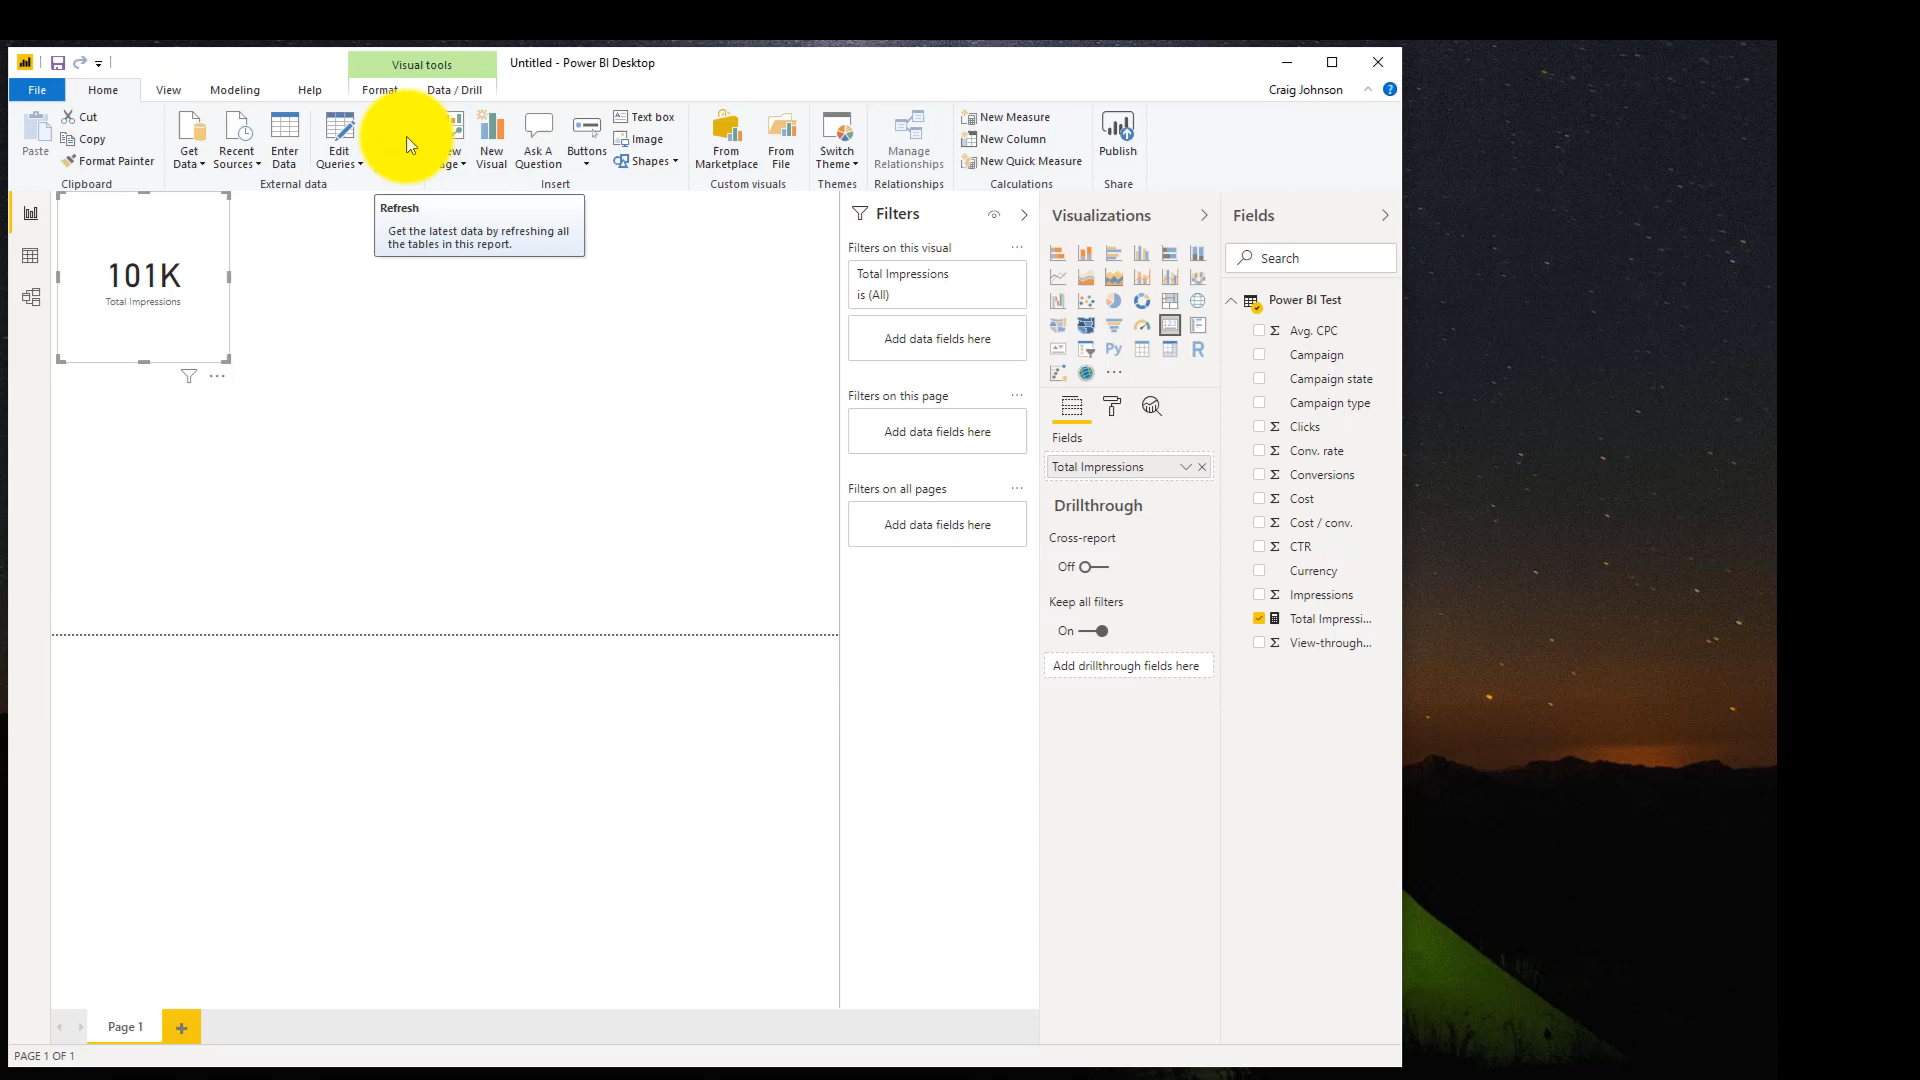 Visual tools
Untitled - Power BI Desktop
File
Home
View
Modeling
Help
Format
Data / Drill
Craig Johnson
Paste
Cut
Copy
Format Painter
Clipboard
Get Data
Recent Sources
Enter Data
Edit Queries
External data
New Visual
Ask A Question
Buttons
Text box
Image
Shapes
Insert
From Marketplace
From File
Custom visuals
Switch Theme
Themes
Manage Relationships
Relationships
New Measure
New Column
New Quick Measure
Calculations
Publish
Share
Refresh
Get the latest data by refreshing all
the tables in this report.
101K
Total Impressions
Filters
Filters on this visual
Total Impressions
is (All)
Add data fields here
Filters on this page
Add data fields here
Filters on all pages
Add data fields here
Visualizations
Py
R
Fields
Total Impressions
Drillthrough
Cross-report
Off
Keep all filters
On
Add drillthrough fields here
Fields
Search
Power BI Test
Avg. CPC
Campaign
Campaign state
Campaign type
Clicks
Conv. rate
Conversions
Cost
Cost / conv.
CTR
Currency
Impressions
Total Impressi...
View-through...
Page 1
PAGE 1 OF 1